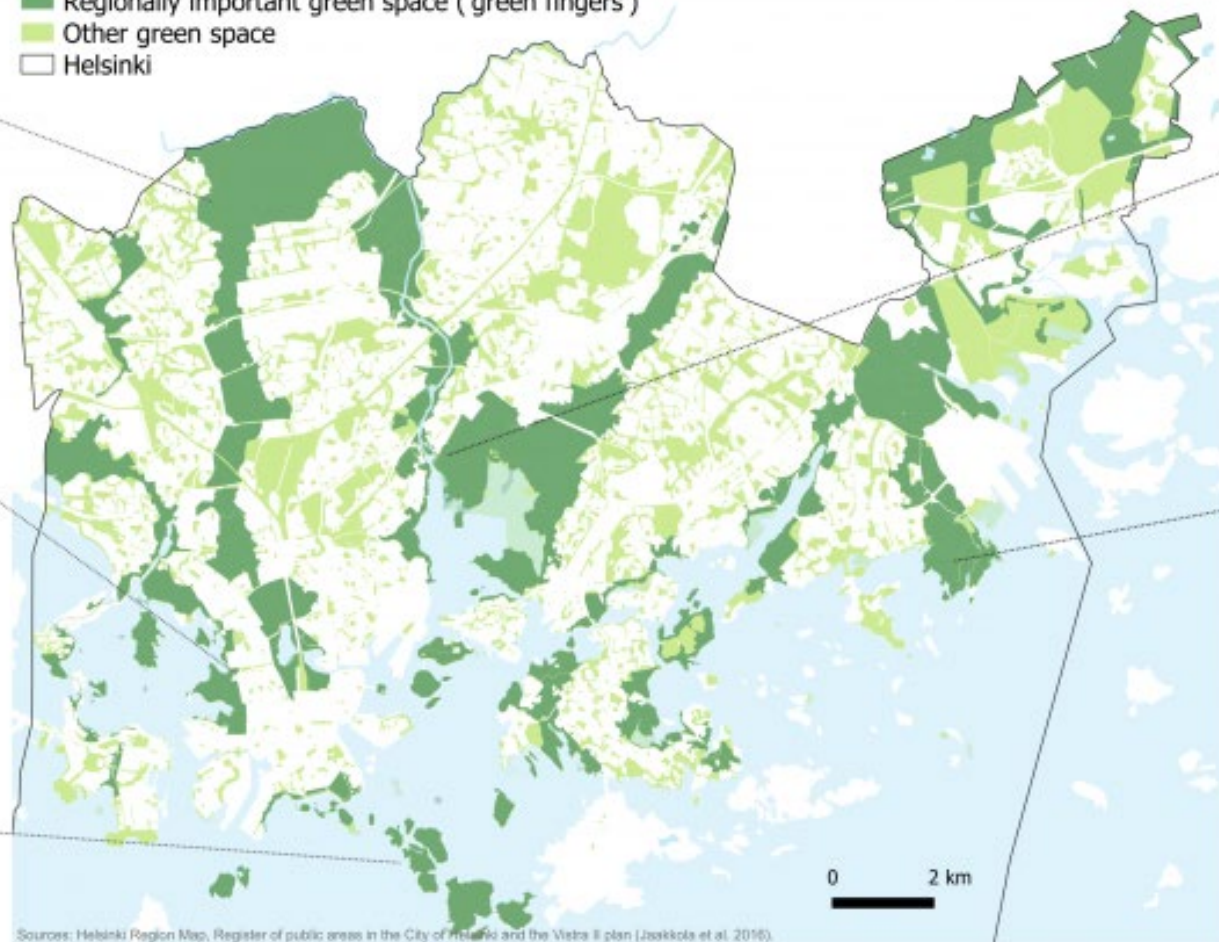 Regionally important green space ( green fingers )
Other green space
Helsinki
0 2 km
Sources: Helsinki Region Map, Register of public areas in the City of Helsinki and the Vistra II plan (Jaakkola et al. 2016).